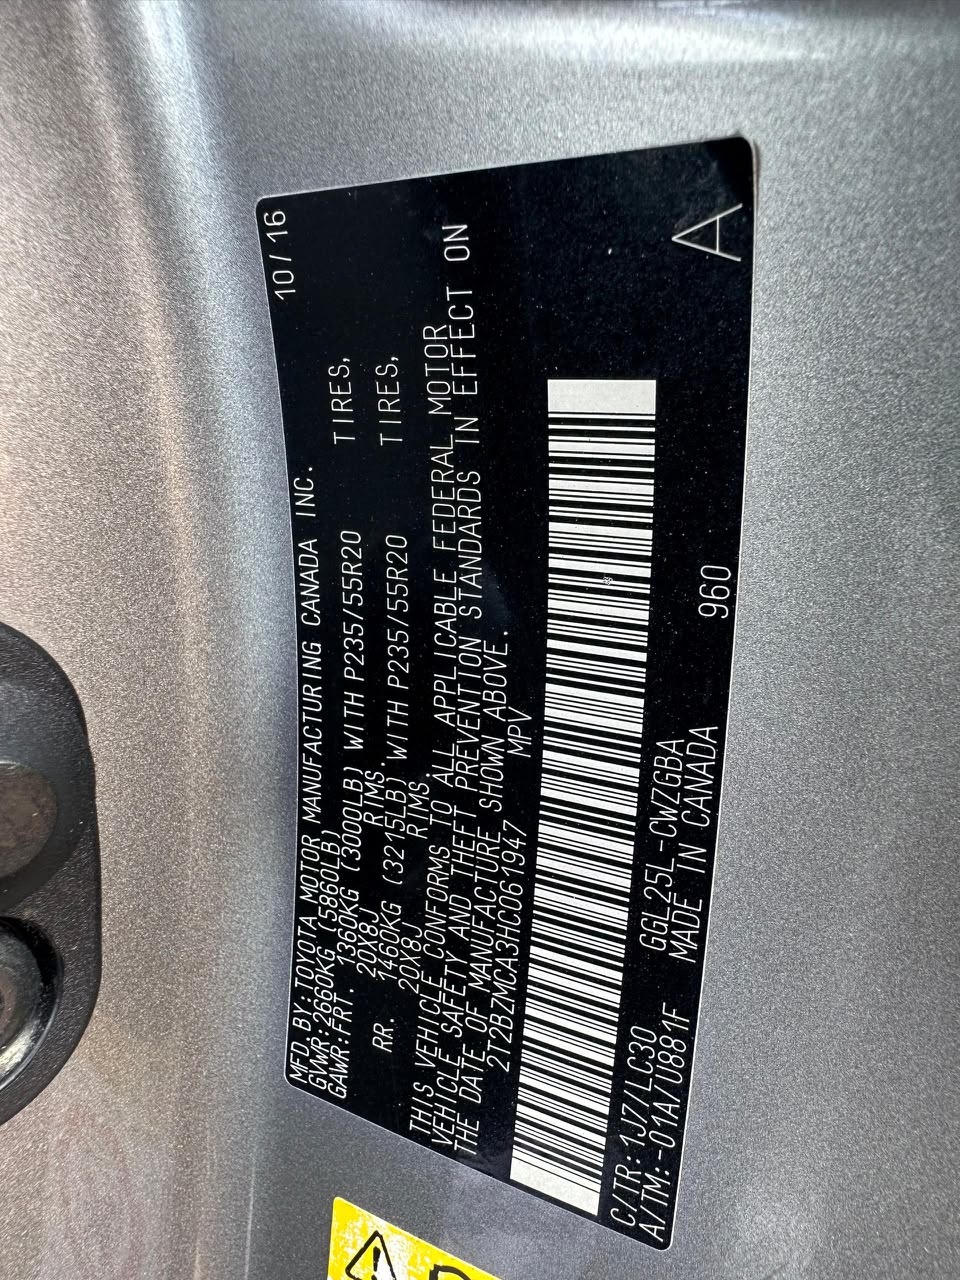 MFD. BY: TOYOTA MOTOR MANUFACTURING CANADA INC. 10/16
GVWR: 2660KG (5860LB)
GAWR: FRT. 1360KG (3000LB) WITH P235/55R20 TIRES,
20X8J RIMS.
RR. 1460KG (3215LB) WITH P235/55R20 TIRES,
20X8J RIMS.
THIS VEHICLE CONFORMS TO ALL APPLICABLE FEDERAL MOTOR
VEHICLE SAFETY AND THEFT PREVENTION STANDARDS IN EFFECT ON
THE DATE OF MANUFACTURE SHOWN ABOVE.
2T2BZMCA3HC061947 MPV
C/TR: 1J7/LC30 GGL25L-CWZGBA
A/TM: -01A/U881F MADE IN CANADA 960 A